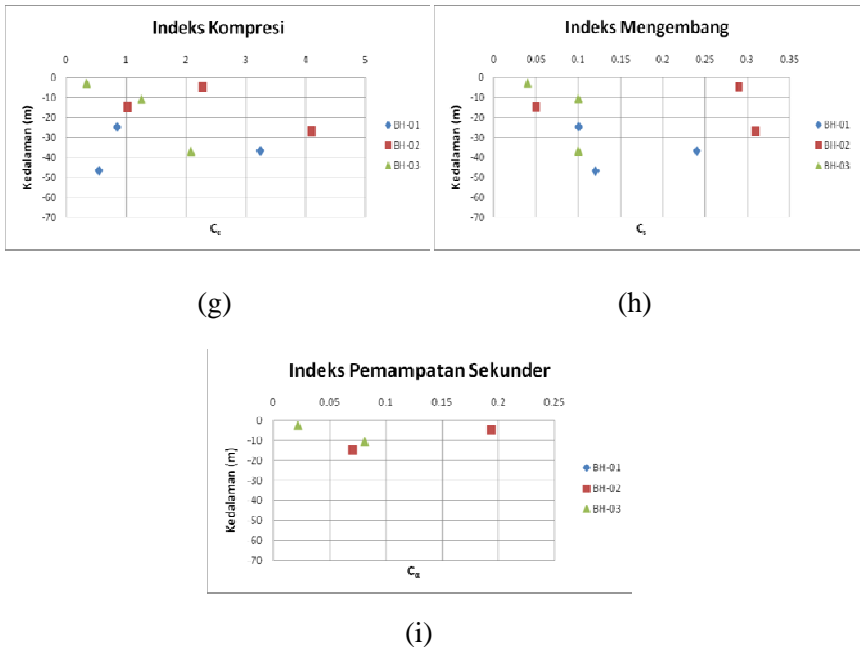 Indeks Kompresi
0 1 2 3 4 5
0
-10
-20
-30
-40
-50
-60
-70
Kedalaman (m)
BH-01
BH-02
BH-03
Cc
(g)
Indeks Mengembang
0 0.05 0.1 0.15 0.2 0.25 0.3 0.35
0
-10
-20
-30
-40
-50
-60
-70
Kedalaman (m)
BH-01
BH-02
BH-03
Cs
(h)
Indeks Pemampatan Sekunder
0 0.05 0.1 0.15 0.2 0.25
0
-10
-20
30
40
50
60
70
Kedalaman (m)
BH-01
BH-02
BH-03
Cα
(i)